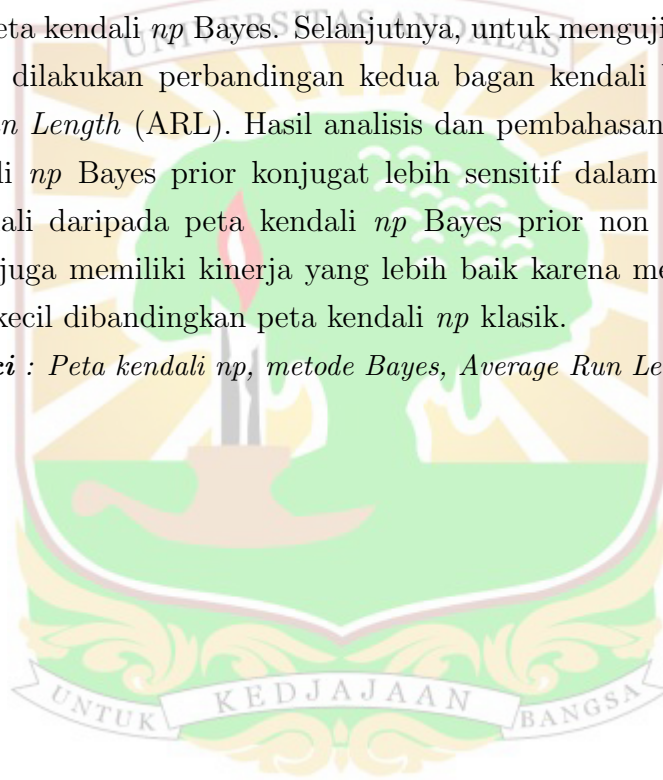 eta kendali np Bayes. Selanjutnya, untuk menguji
UNIVERSITAS ANDALAS
dilakukan perbandingan kedua bagan kendali
n Length (ARL). Hasil analisis dan pembahasan
li np Bayes prior konjugat lebih sensitif dalam
ali daripada peta kendali np Bayes prior non
juga memiliki kinerja yang lebih baik karena me
kecil dibandingkan peta kendali np klasik.
ci : Peta kendali np, metode Bayes, Average Run Le
UNTUK KEDJAJAAN BANGSA